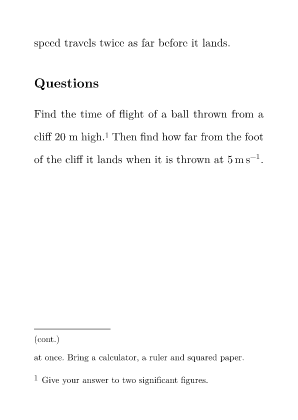 speed travels twice as far before it lands.
Questions
Find the time of flight of a ball thrown from a
cliff 20 m high.¹ Then find how far from the foot
of the cliff it lands when it is thrown at 5 m s⁻¹.
(cont.)
at once. Bring a calculator, a ruler and squared paper.
¹ Give your answer to two significant figures.